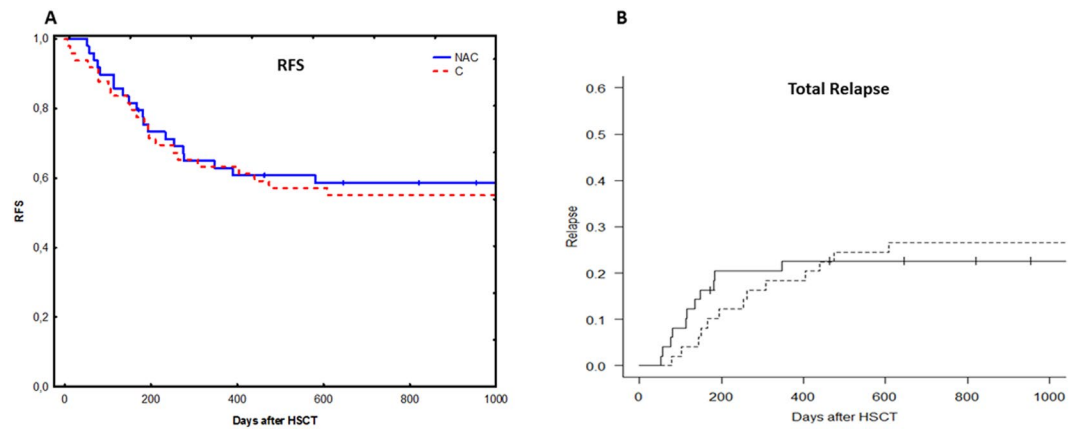 A
RFS
NAC
C
1,0
0,8
0,6
0,4
0,2
0,0
RFS
0 200 400 600 800 1000
Days after HSCT
B
Total Relapse
0.6
0.5
0.4
0.3
0.2
0.1
0.0
Relapse
0 200 400 600 800 1000
Days after HSCT